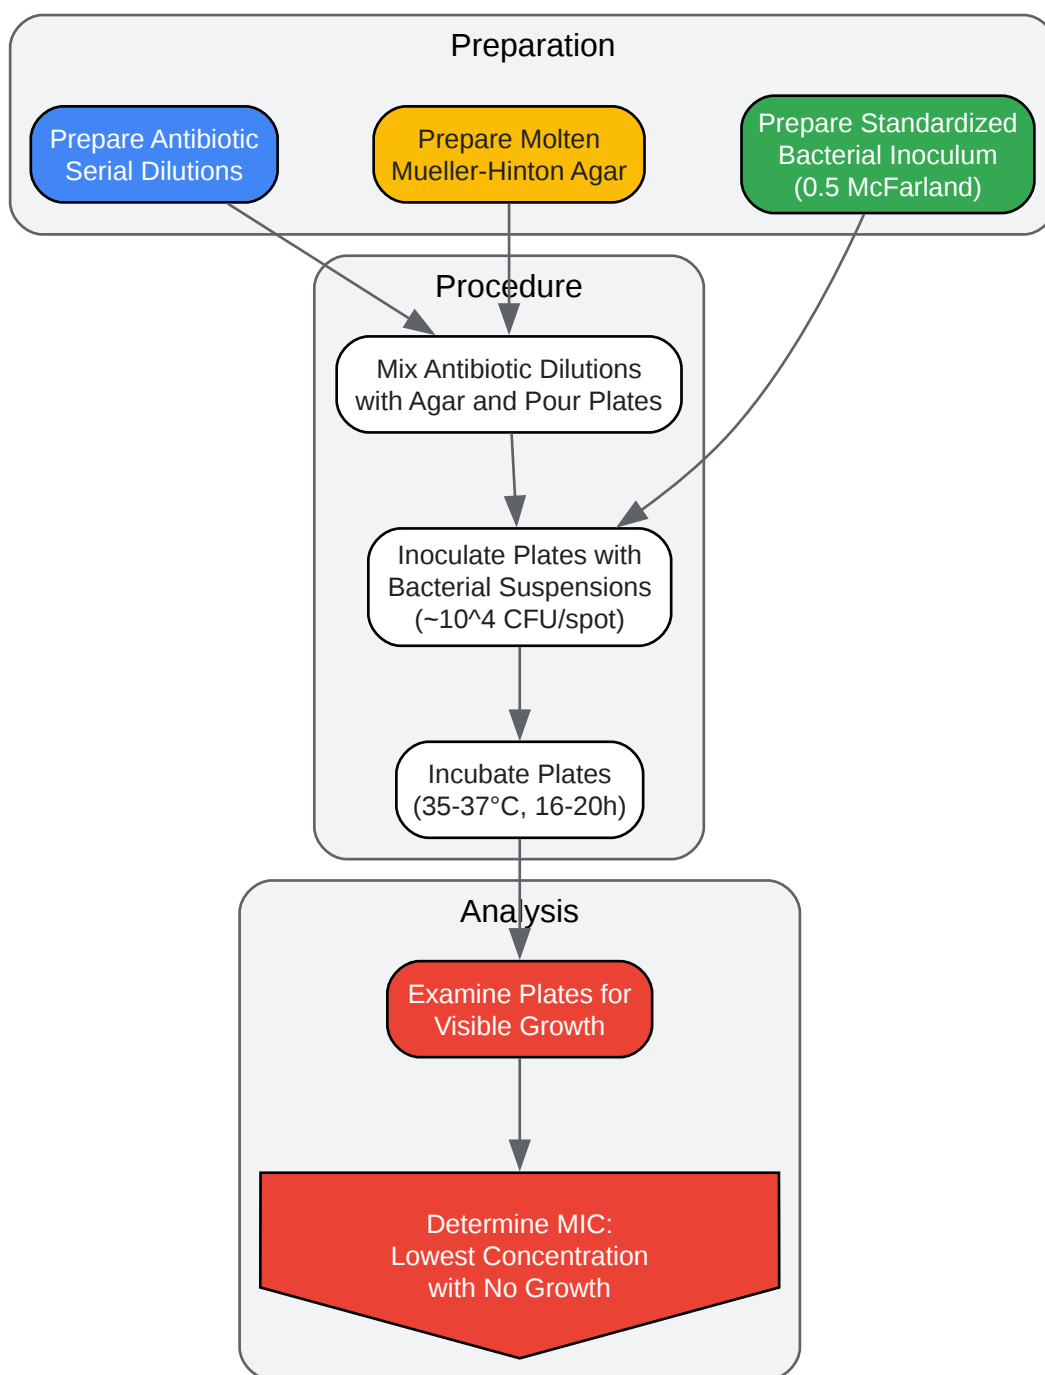 Preparation
Prepare Antibiotic
Serial Dilutions
Prepare Molten
Mueller-Hinton Agar
Prepare Standardized
Bacterial Inoculum
(0.5 McFarland)
Procedure
Mix Antibiotic Dilutions
with Agar and Pour Plates
Inoculate Plates with
Bacterial Suspensions
(~10^4 CFU/spot)
Incubate Plates
(35-37°C, 16-20h)
Analysis
Examine Plates for
Visible Growth
Determine MIC:
Lowest Concentration
with No Growth